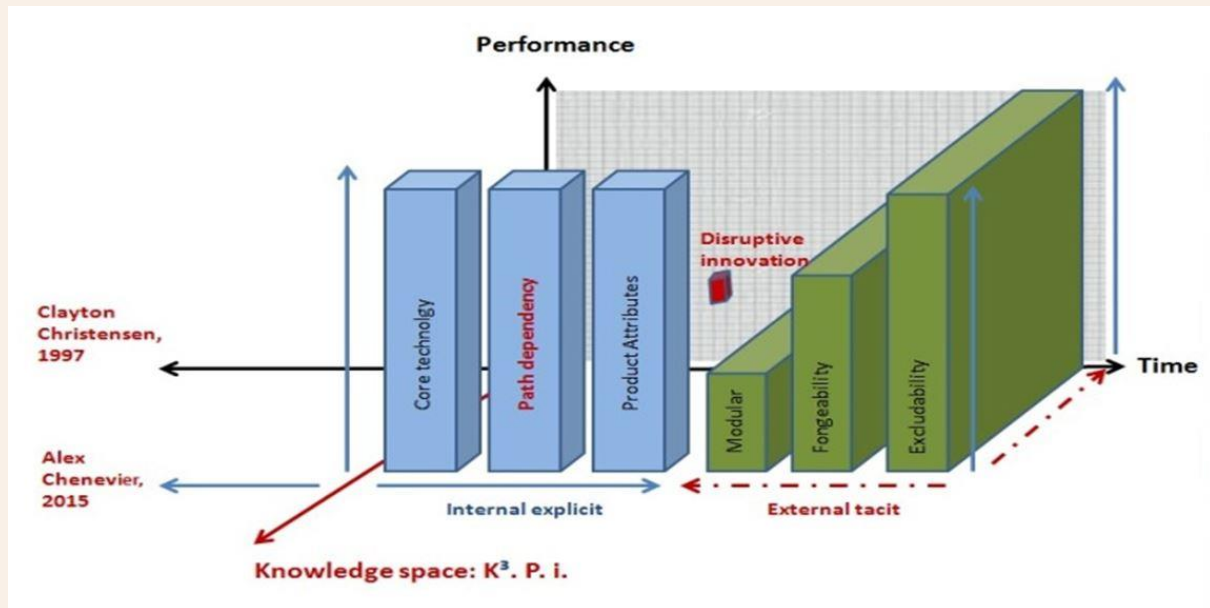 Performance
Disruptive
innovation
Clayton
Christensen,
1997
Time
Core technolgy
Path dependency
Product Attributes
Modular
Fongeability
Excludability
Alex
Chenevier,
2015
Internal explicit
External tacit
Knowledge space: K³. P. i.